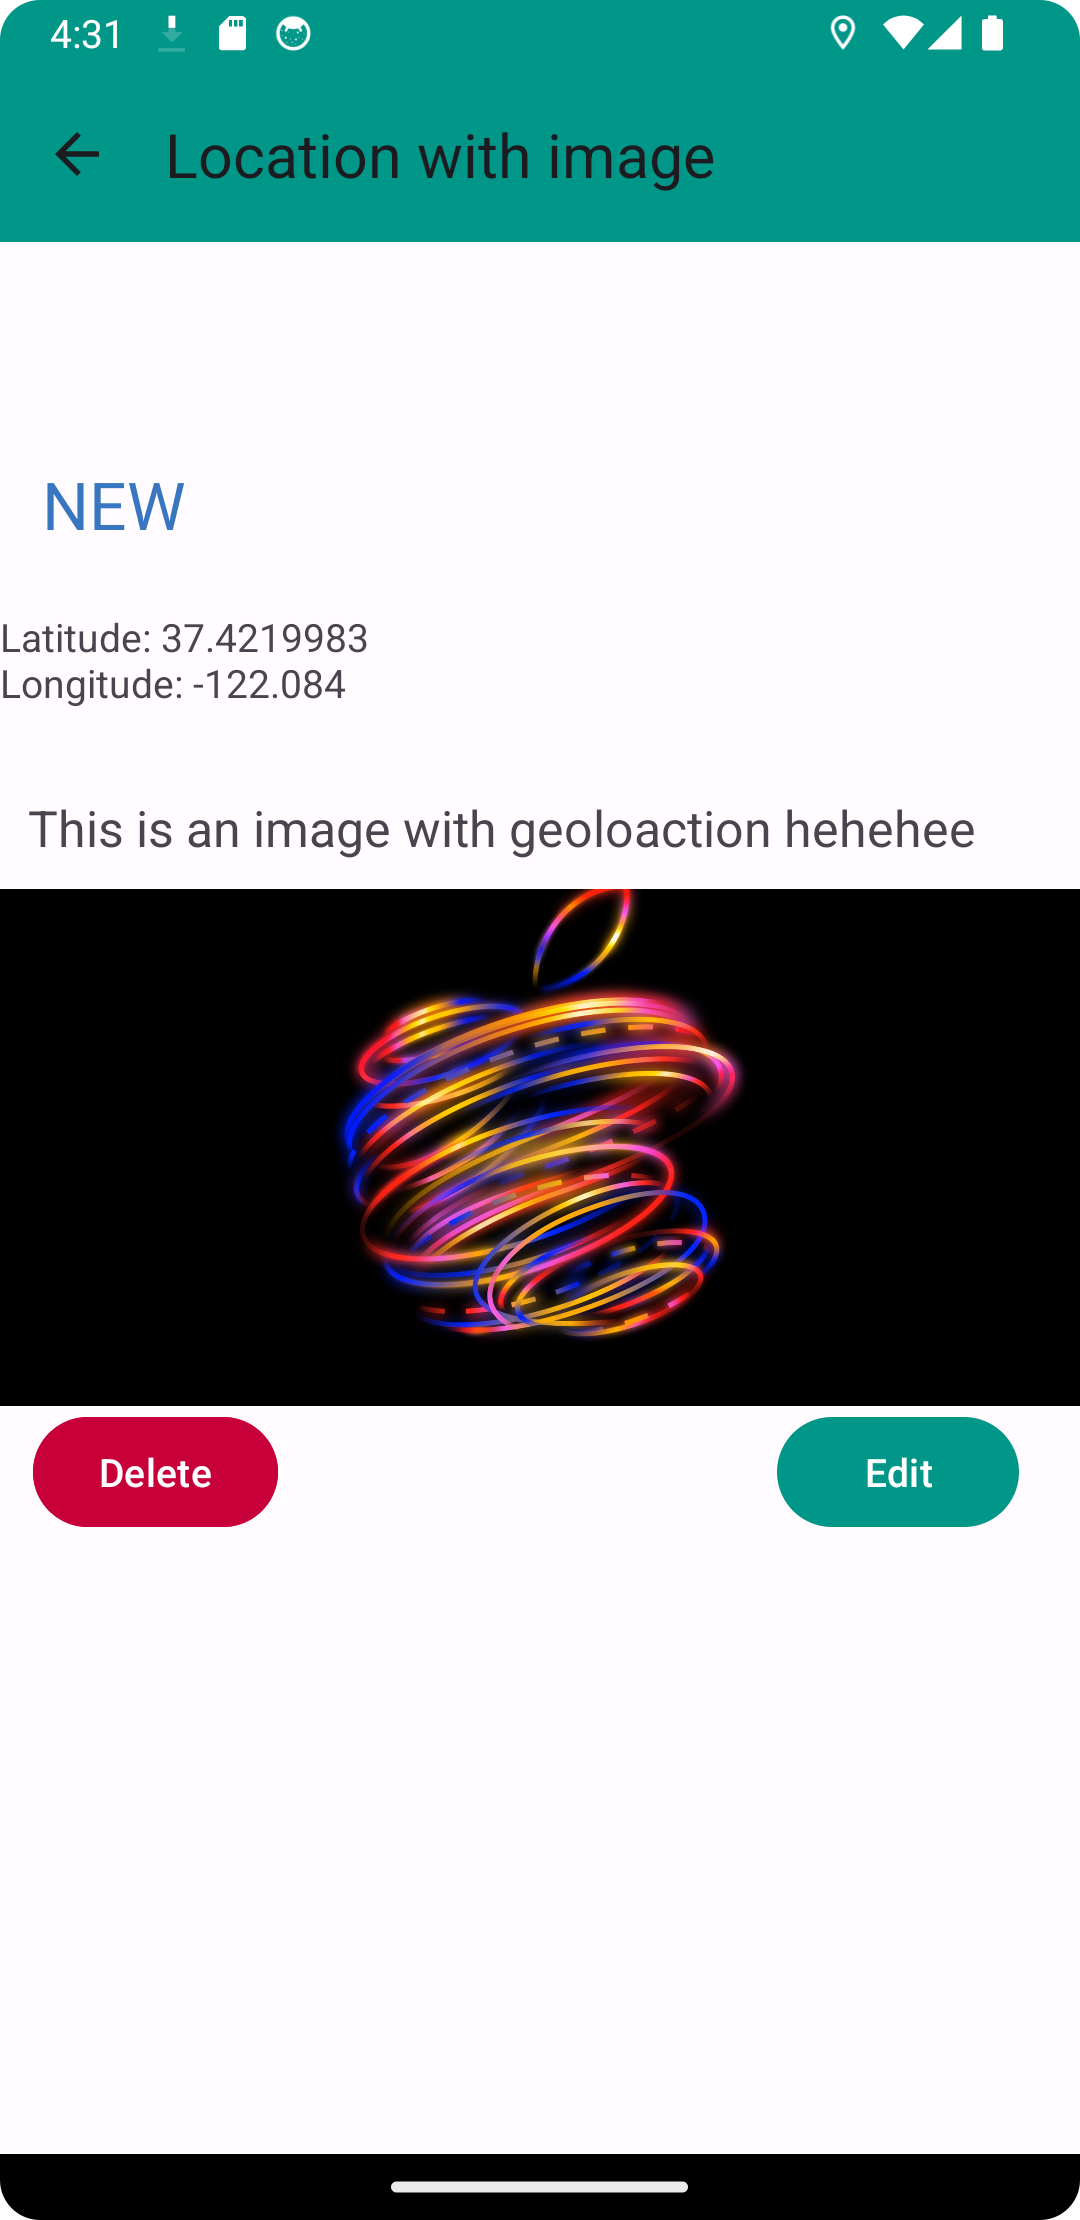 4:31
Location with image
NEW
Latitude: 37.4219983
Longitude: -122.084
This is an image with geoloaction hehehee
Delete
Edit